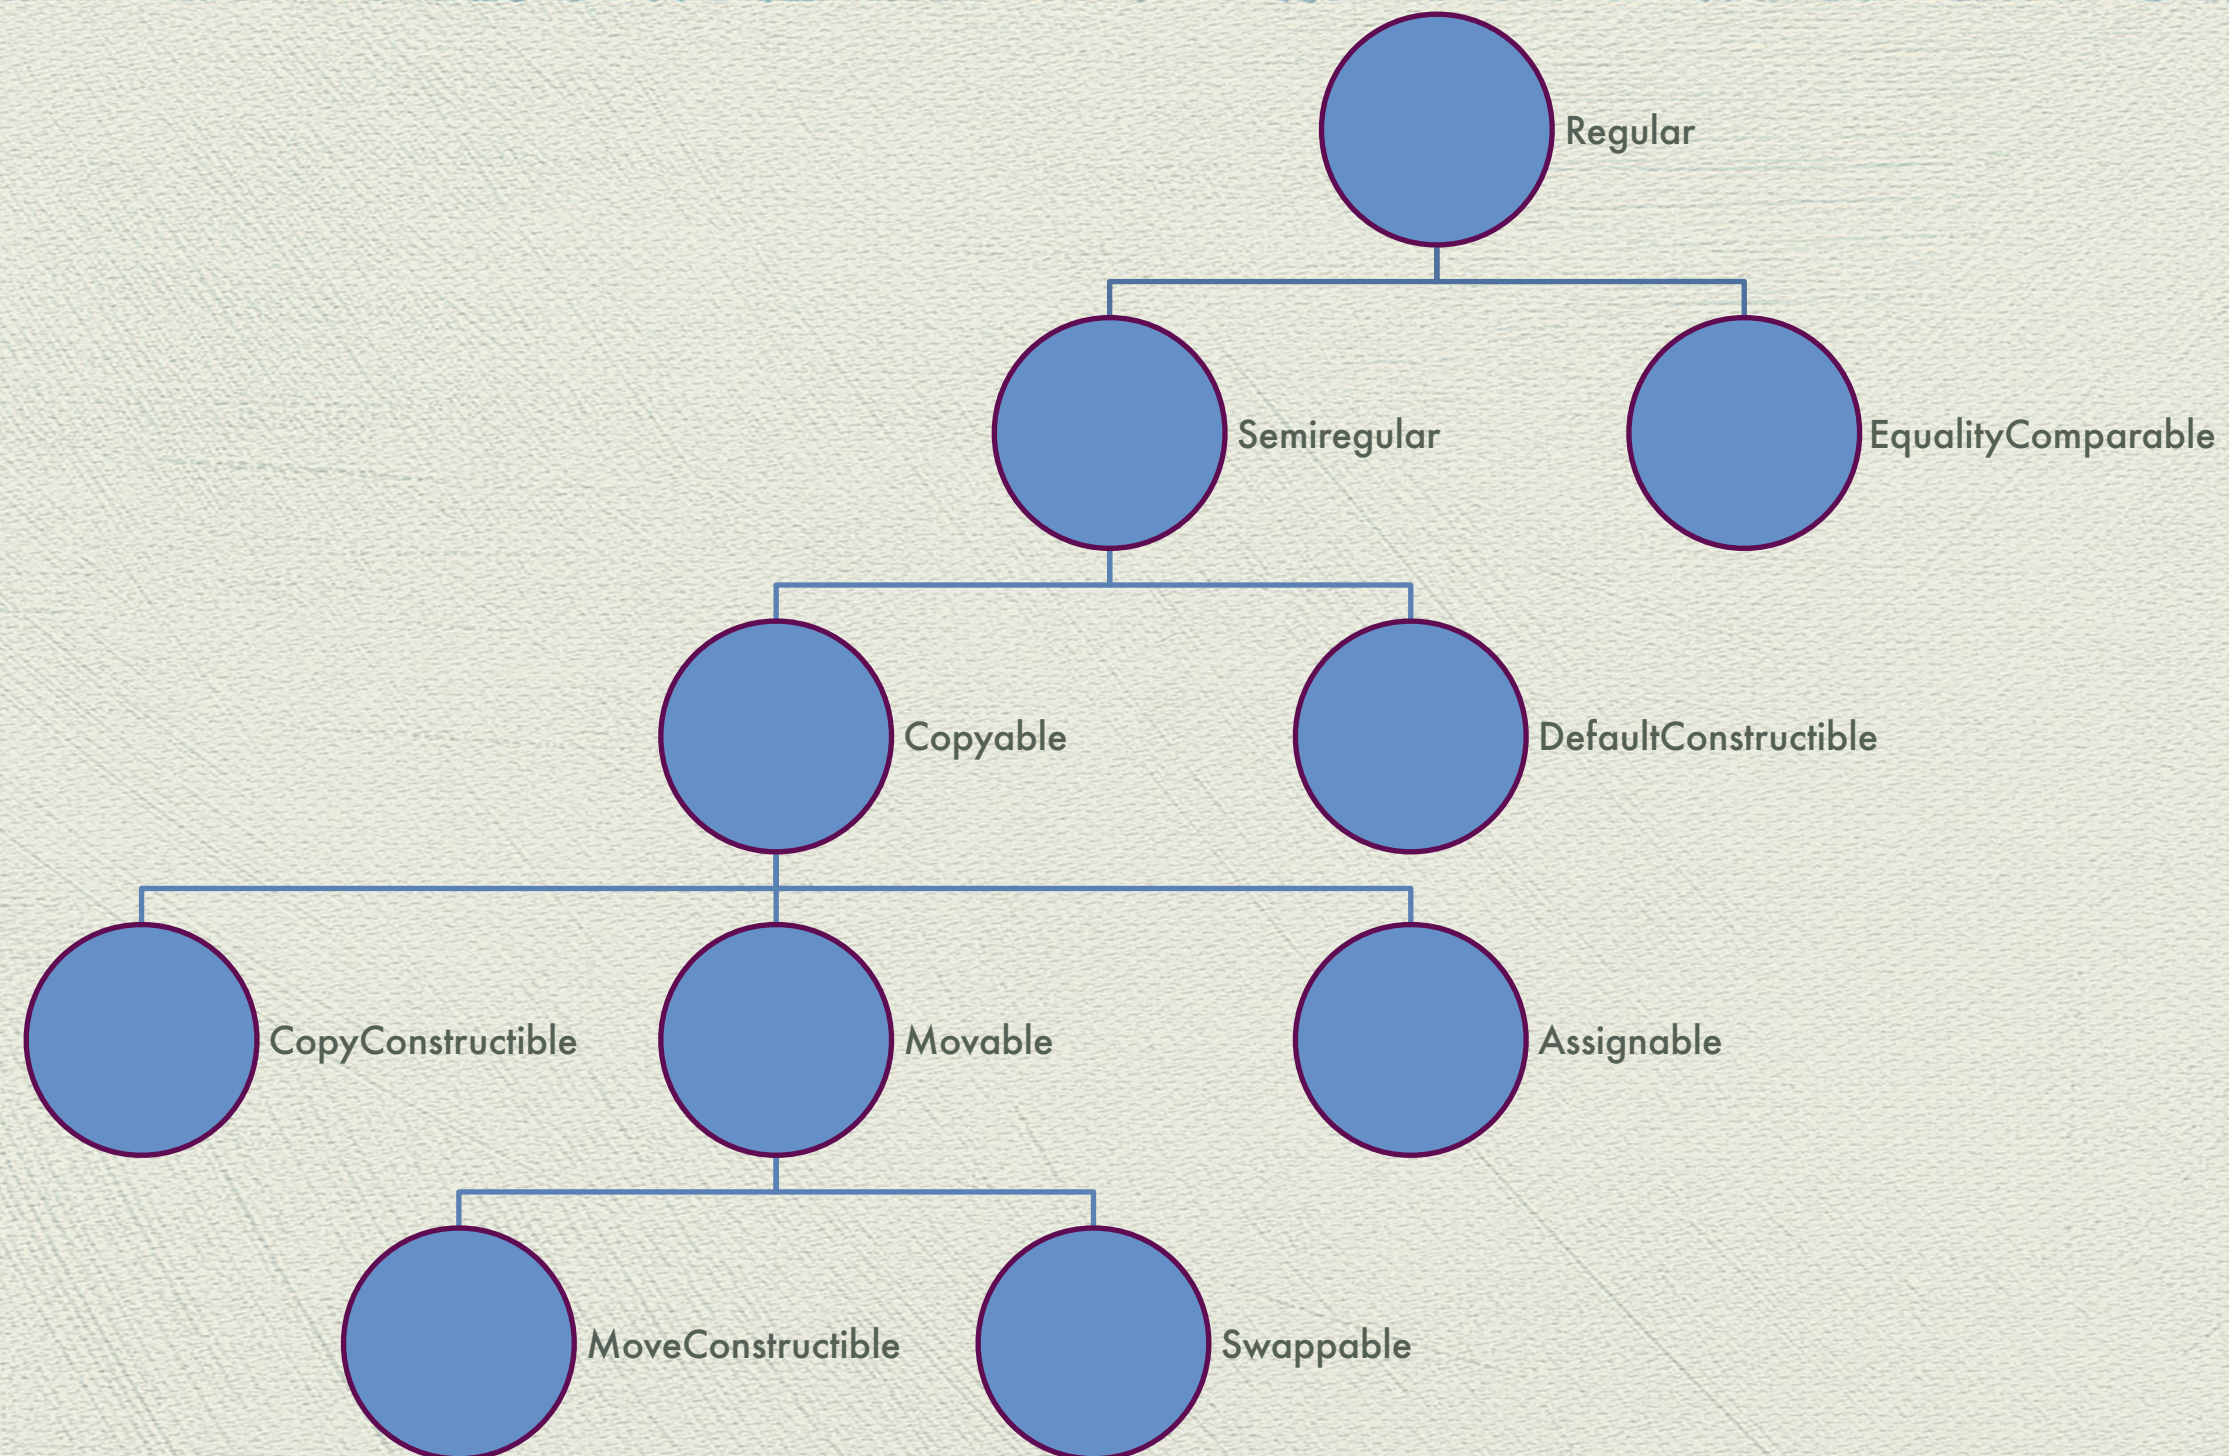 Regular
Semiregular
EqualityComparable
Copyable
DefaultConstructible
CopyConstructible
Movable
Assignable
MoveConstructible
Swappable